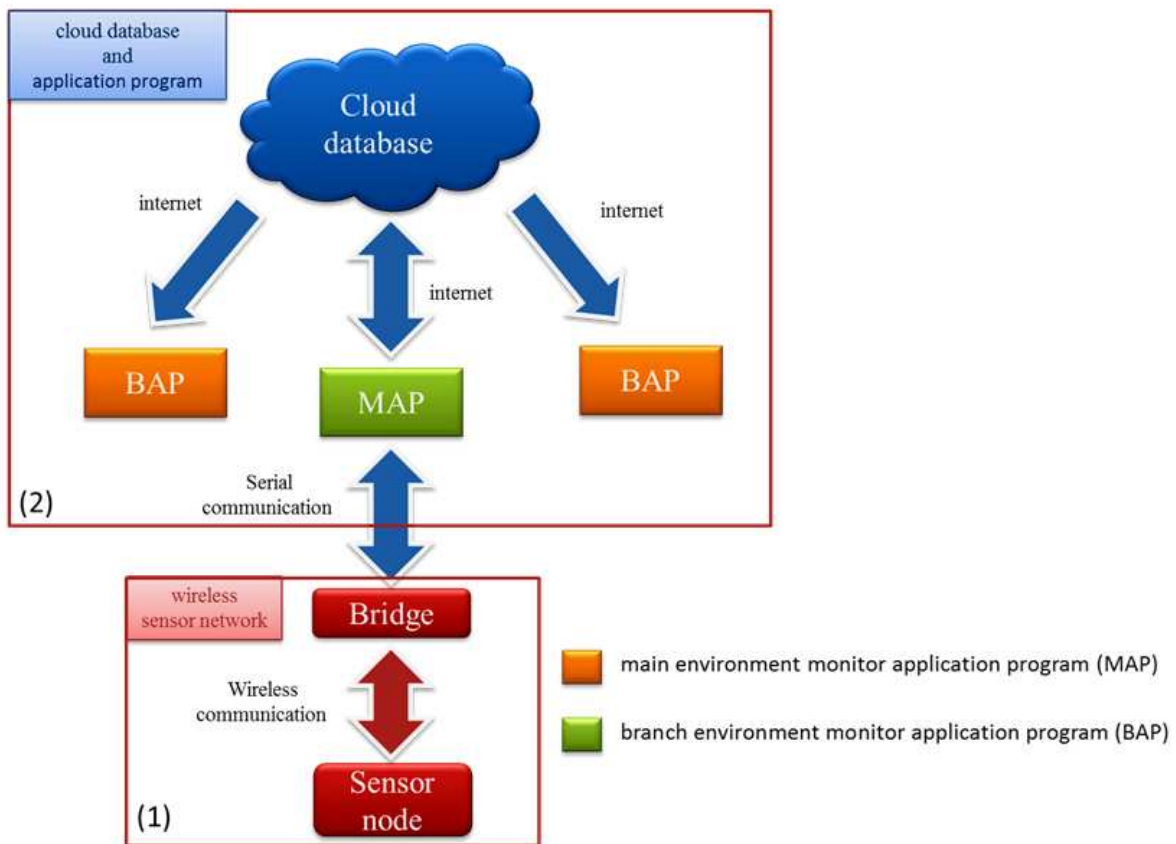 cloud database
and
application program
Cloud
database
internet
internet
internet
BAP
MAP
BAP
Serial
communication
(2)
wireless
sensor network
Bridge
Wireless
communication
Sensor
node
(1)
main environment monitor application program (MAP)
branch environment monitor application program (BAP)